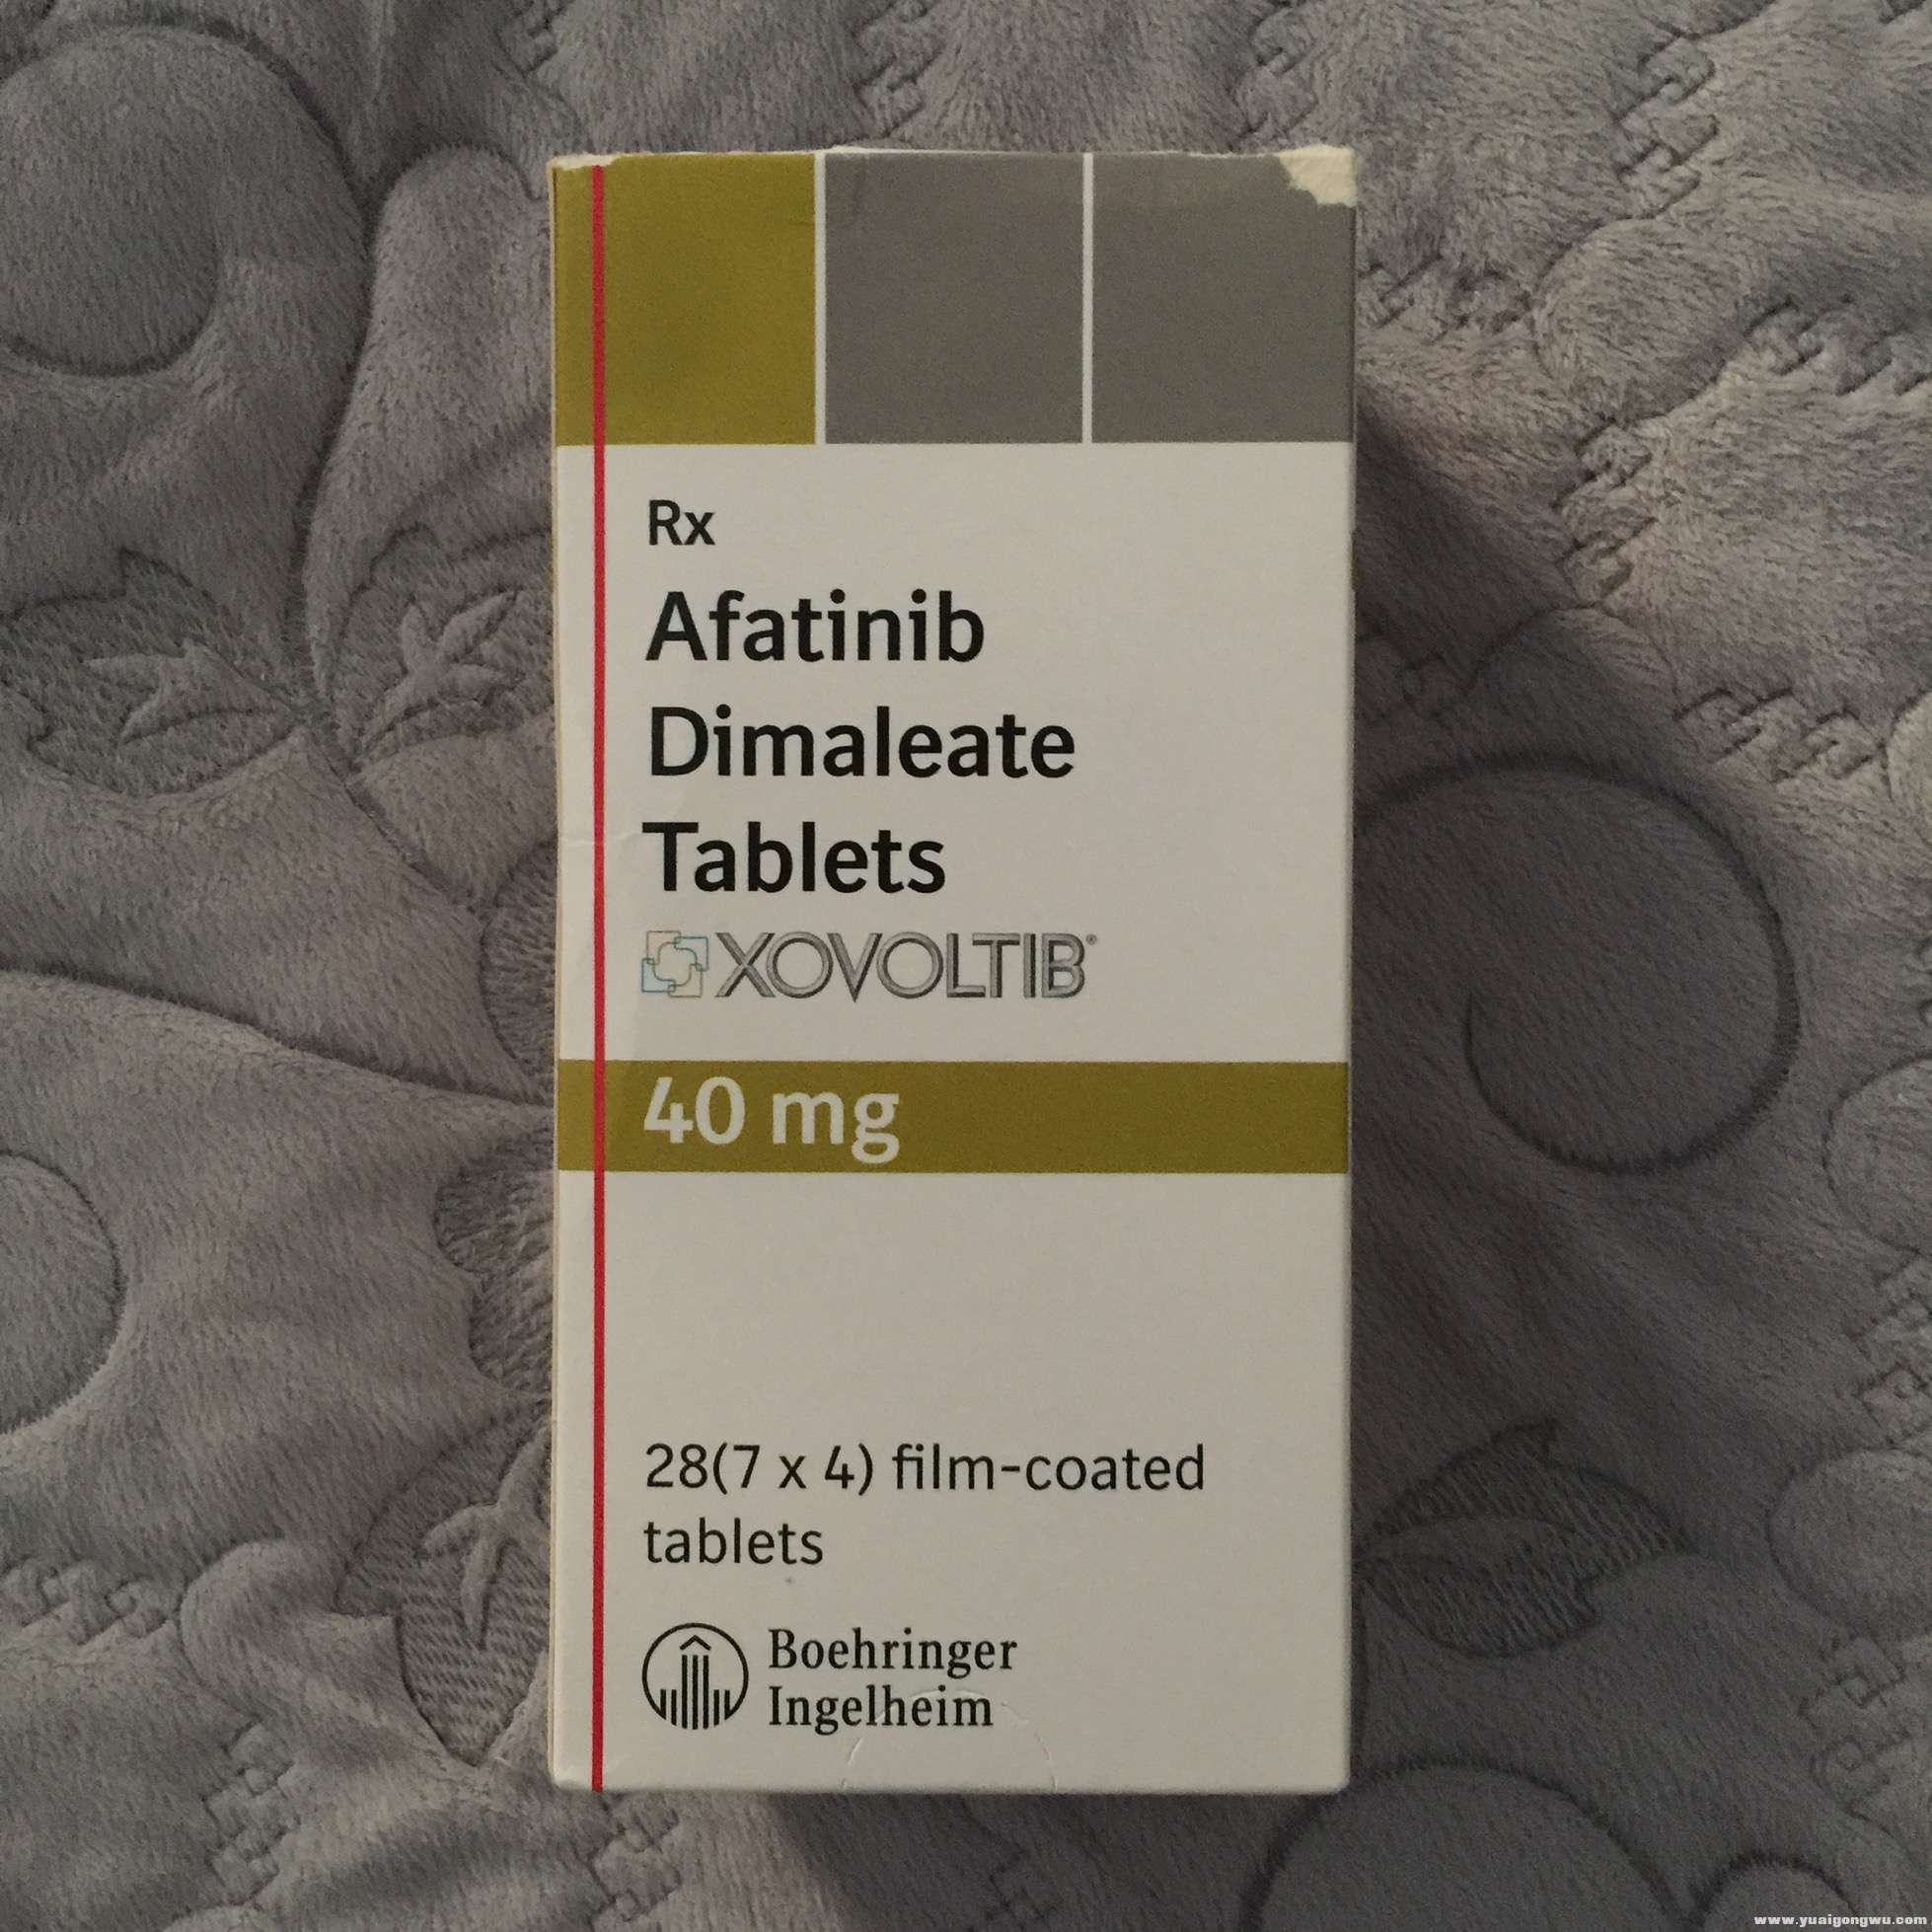 Rx
Afatinib
Dimaleate
Tablets
XOVOLTIB®
40 mg
28(7 x 4) film-coated
tablets
Boehringer
Ingelheim
www.yuaigongwu.com